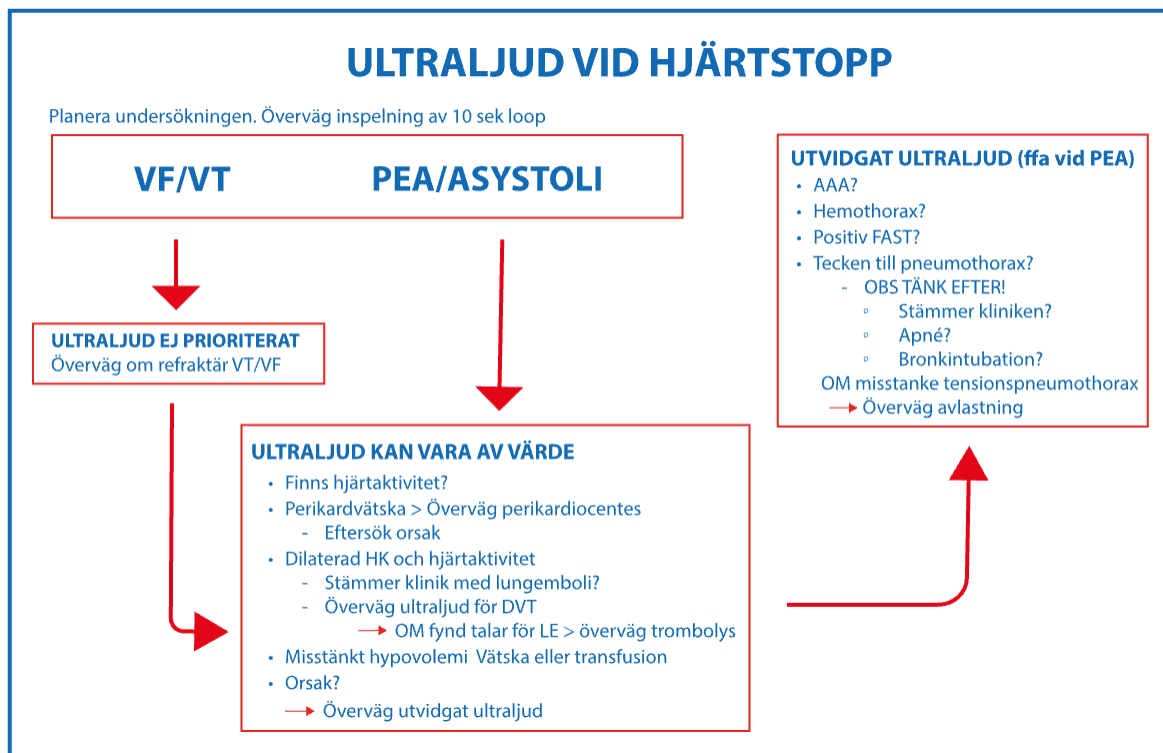 ULTRALJUD VID HJÄRTSTOPP
Planera undersökningen. Överväg inspelning av 10 sek loop
VF/VT
PEA/ASYSTOLI
ULTRALJUD EJ PRIORITERAT
Överväg om refraktär VT/VF
ULTRALJUD KAN VARA AV VÄRDE
• Finns hjärtaktivitet?
• Perikardvätska > Överväg perikardiocentes
- Eftersök orsak
• Dilaterad HK och hjärtaktivitet
- Stämmer klinik med lungemboli?
- Överväg ultraljud för DVT
→ OM fynd talar för LE > överväg trombolys
• Misstänkt hypovolemi Vätska eller transfusion
• Orsak?
→ Överväg utvidgat ultraljud
UTVIDGAT ULTRALJUD (ffa vid PEA)
• AAA?
• Hemothorax?
• Positiv FAST?
• Tecken till pneumothorax?
- OBS TÄNK EFTER!
◦ Stämmer kliniken?
◦ Apné?
◦ Bronkintubation?
OM misstanke tensionspneumothorax
→ Överväg avlastning